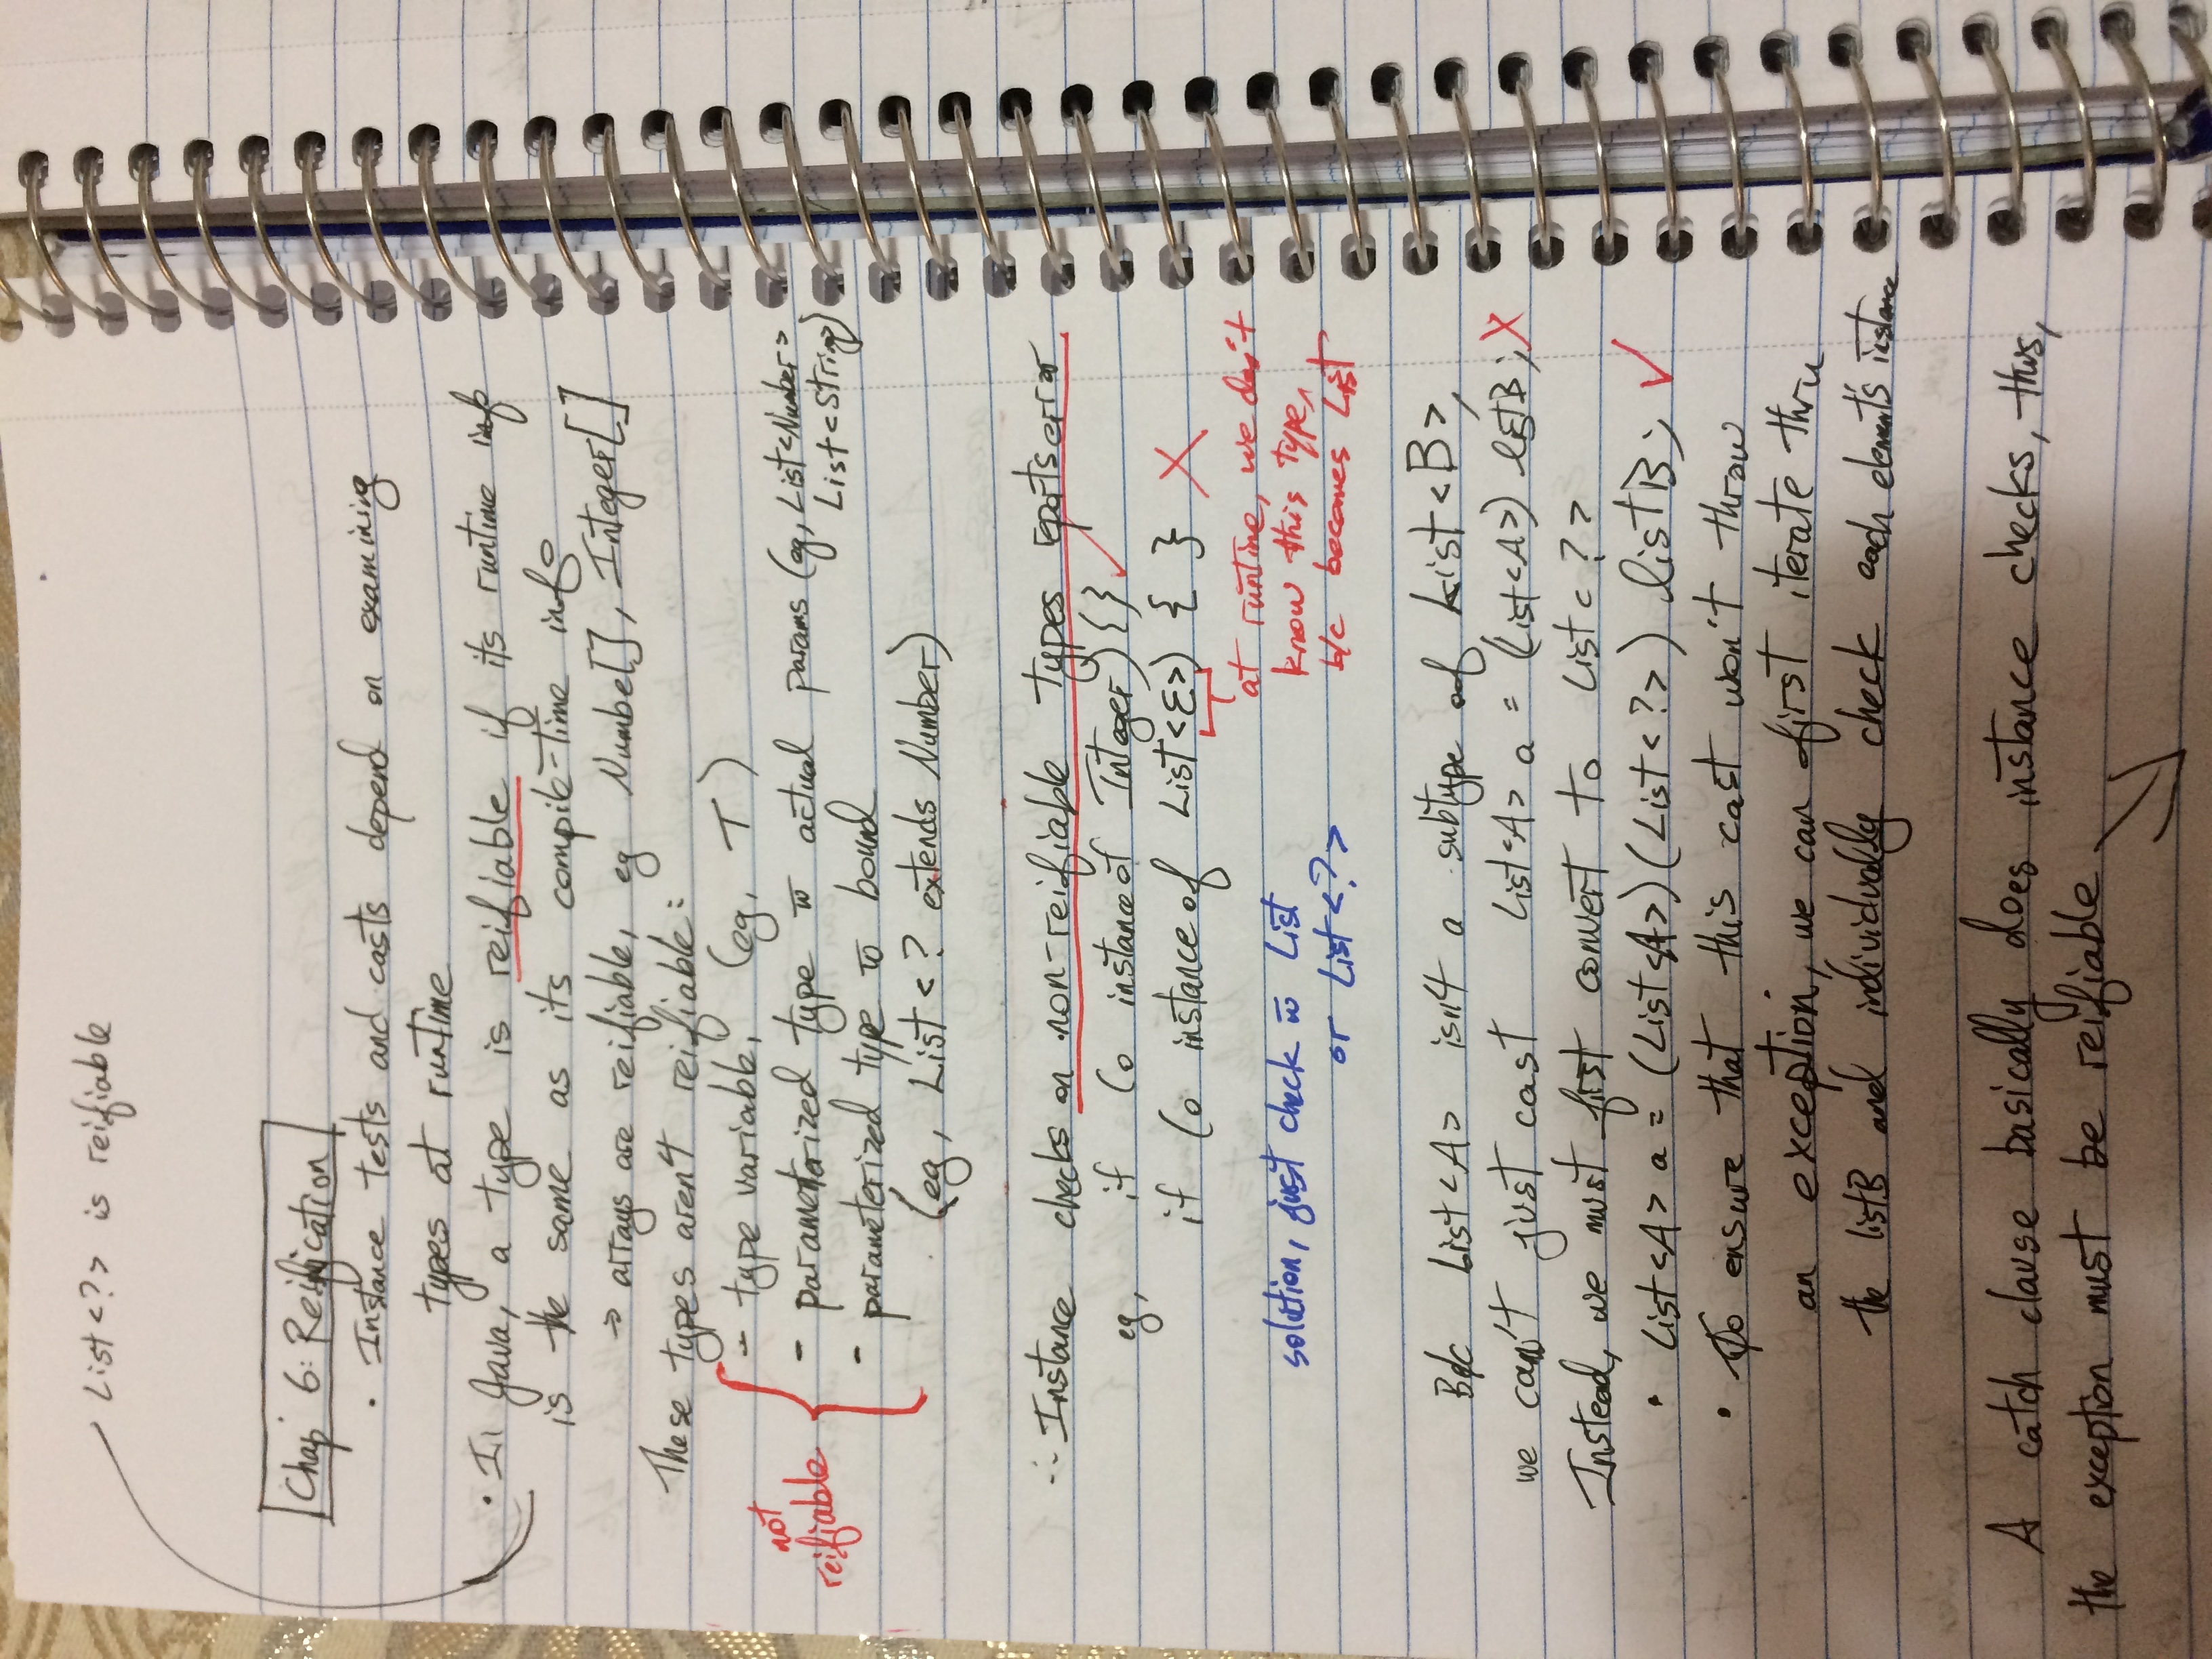 List <?> is reifiable
Chap 6: Reification
• Instance tests and casts depend on examining
types at runtime
• In Java, a type is reifiable if its runtime info
is the same as its compile-time info
→ arrays are reifiable, eg Numbe[], Integer[]
These types aren't reifiable:
not
reifiable
- type variable, (eg, T)
- parameterized type w actual params (eg, List<Number>
List<String>)
- parameterized type w bound
(eg, List <? extends Number)
∴ Instance checks on non-reifiable types reports error
eg, if (o instance of Integer) {} ✓
if (o instance of List<E>) { } X
at runtime, we don't
know this type,
b/c becomes List
solution, just check w List
or List <?>
B/c List<A> isn't a subtype of List<B>,
we can't just cast List<A> a = (List<A>) listB; X
Instead, we must first convert to List<?>
• List<A> a = (List<A>)(List<?>) listB; ✓
• To ensure that this cast won't throw
an exception, we can first iterate thru
the listB and individually check each element's instance
A catch clause basically does instance checks, thus,
the exception must be reifiable